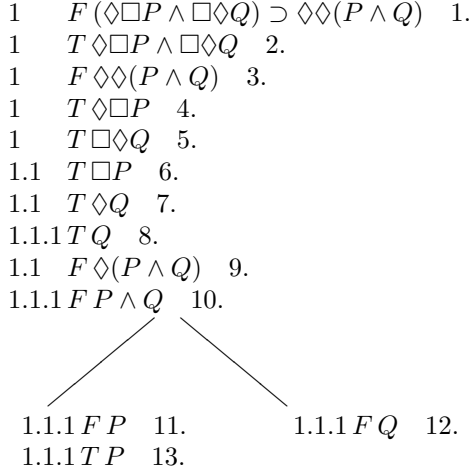 1 F (◇□P ∧ □◇Q) ⊃ ◇◇(P ∧ Q) 1.
1 T ◇□P ∧ □◇Q 2.
1 F ◇◇(P ∧ Q) 3.
1 T ◇□P 4.
1 T □◇Q 5.
1.1 T □P 6.
1.1 T ◇Q 7.
1.1.1 T Q 8.
1.1 F ◇(P ∧ Q) 9.
1.1.1 F P ∧ Q 10.
1.1.1 F P 11. 1.1.1 F Q 12.
1.1.1 T P 13.